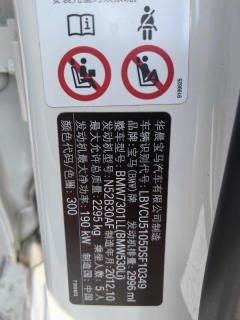 华晨宝马汽车有限公司制造
车辆识别代号:LBVCU5105DSF10349
品牌:宝马(BMW)牌 发动机排量:2996 ml
整车型号:BMW7301LL(BMW530Li)
发动机型号:N52B30AF 制造年月:2012.10
最大允许总质量:2295 kg 乘坐人数:5人
发动机最大净功率:190 kW 制造国:中国
颜色代码(色圈):300